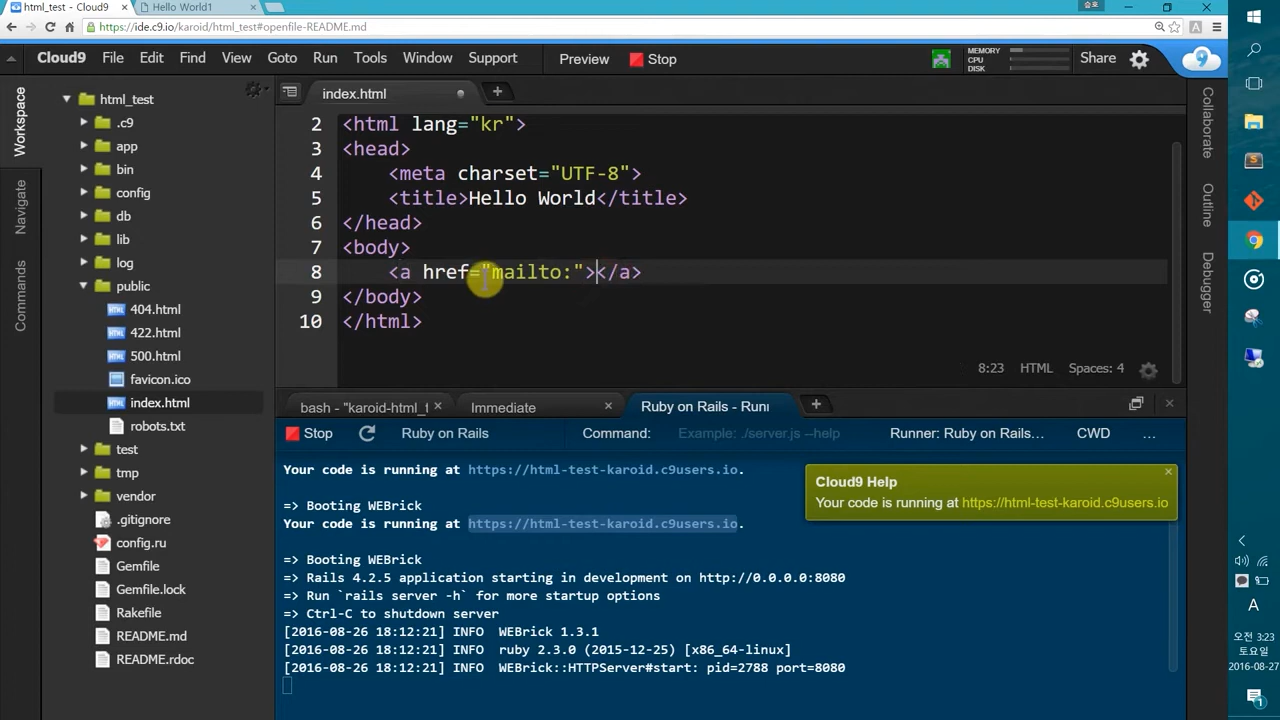 html_test - Cloud9
Hello World1
승호
https://ide.c9.io/karoid/html_test#openfile-README.md
Cloud9 File Edit Find View Goto Run Tools Window Support Preview Stop
MEMORY
CPU
DISK
Share
9
Workspace
Navigate
Commands
html_test
.c9
app
bin
config
db
lib
log
public
404.html
422.html
500.html
favicon.ico
index.html
robots.txt
test
tmp
vendor
.gitignore
config.ru
Gemfile
Gemfile.lock
Rakefile
README.md
README.rdoc
index.html
2 <html lang="kr">
3 <head>
4 <meta charset="UTF-8">
5 <title>Hello World</title>
6 </head>
7 <body>
8 <a href="mailto:"></a>
9 </body>
10 </html>
8:23 HTML Spaces: 4
Collaborate
Outline
Debugger
bash - "karoid-html_t
Immediate
Ruby on Rails - Runi
Stop Ruby on Rails Command: Example: ./server.js --help Runner: Ruby on Rails... CWD ...
Your code is running at https://html-test-karoid.c9users.io.
=> Booting WEBrick
Your code is running at https://html-test-karoid.c9users.io.
=> Booting WEBrick
=> Rails 4.2.5 application starting in development on http://0.0.0.0:8080
=> Run `rails server -h` for more startup options
=> Ctrl-C to shutdown server
[2016-08-26 18:12:21] INFO WEBrick 1.3.1
[2016-08-26 18:12:21] INFO ruby 2.3.0 (2015-12-25) [x86_64-linux]
[2016-08-26 18:12:21] INFO WEBrick::HTTPServer#start: pid=2788 port=8080
Cloud9 Help
Your code is running at https://html-test-karoid.c9users.io
A
오전 3:23
토요일
2016-08-27
1